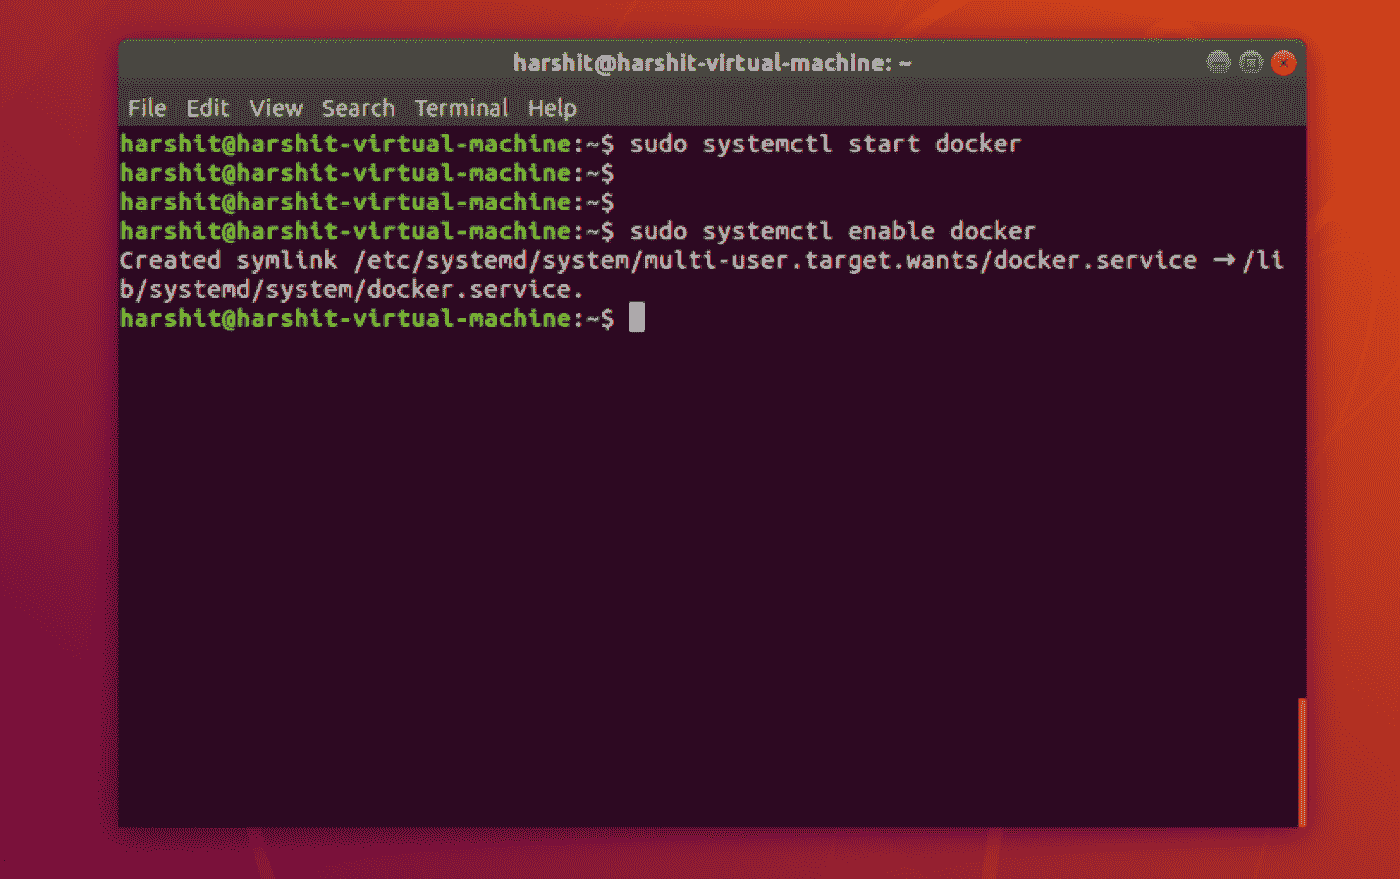 harshit@harshit-virtual-machine: ~
File Edit View Search Terminal Help
harshit@harshit-virtual-machine:~$ sudo systemctl start docker
harshit@harshit-virtual-machine:~$
harshit@harshit-virtual-machine:~$
harshit@harshit-virtual-machine:~$ sudo systemctl enable docker
Created symlink /etc/systemd/system/multi-user.target.wants/docker.service → /li
b/systemd/system/docker.service.
harshit@harshit-virtual-machine:~$